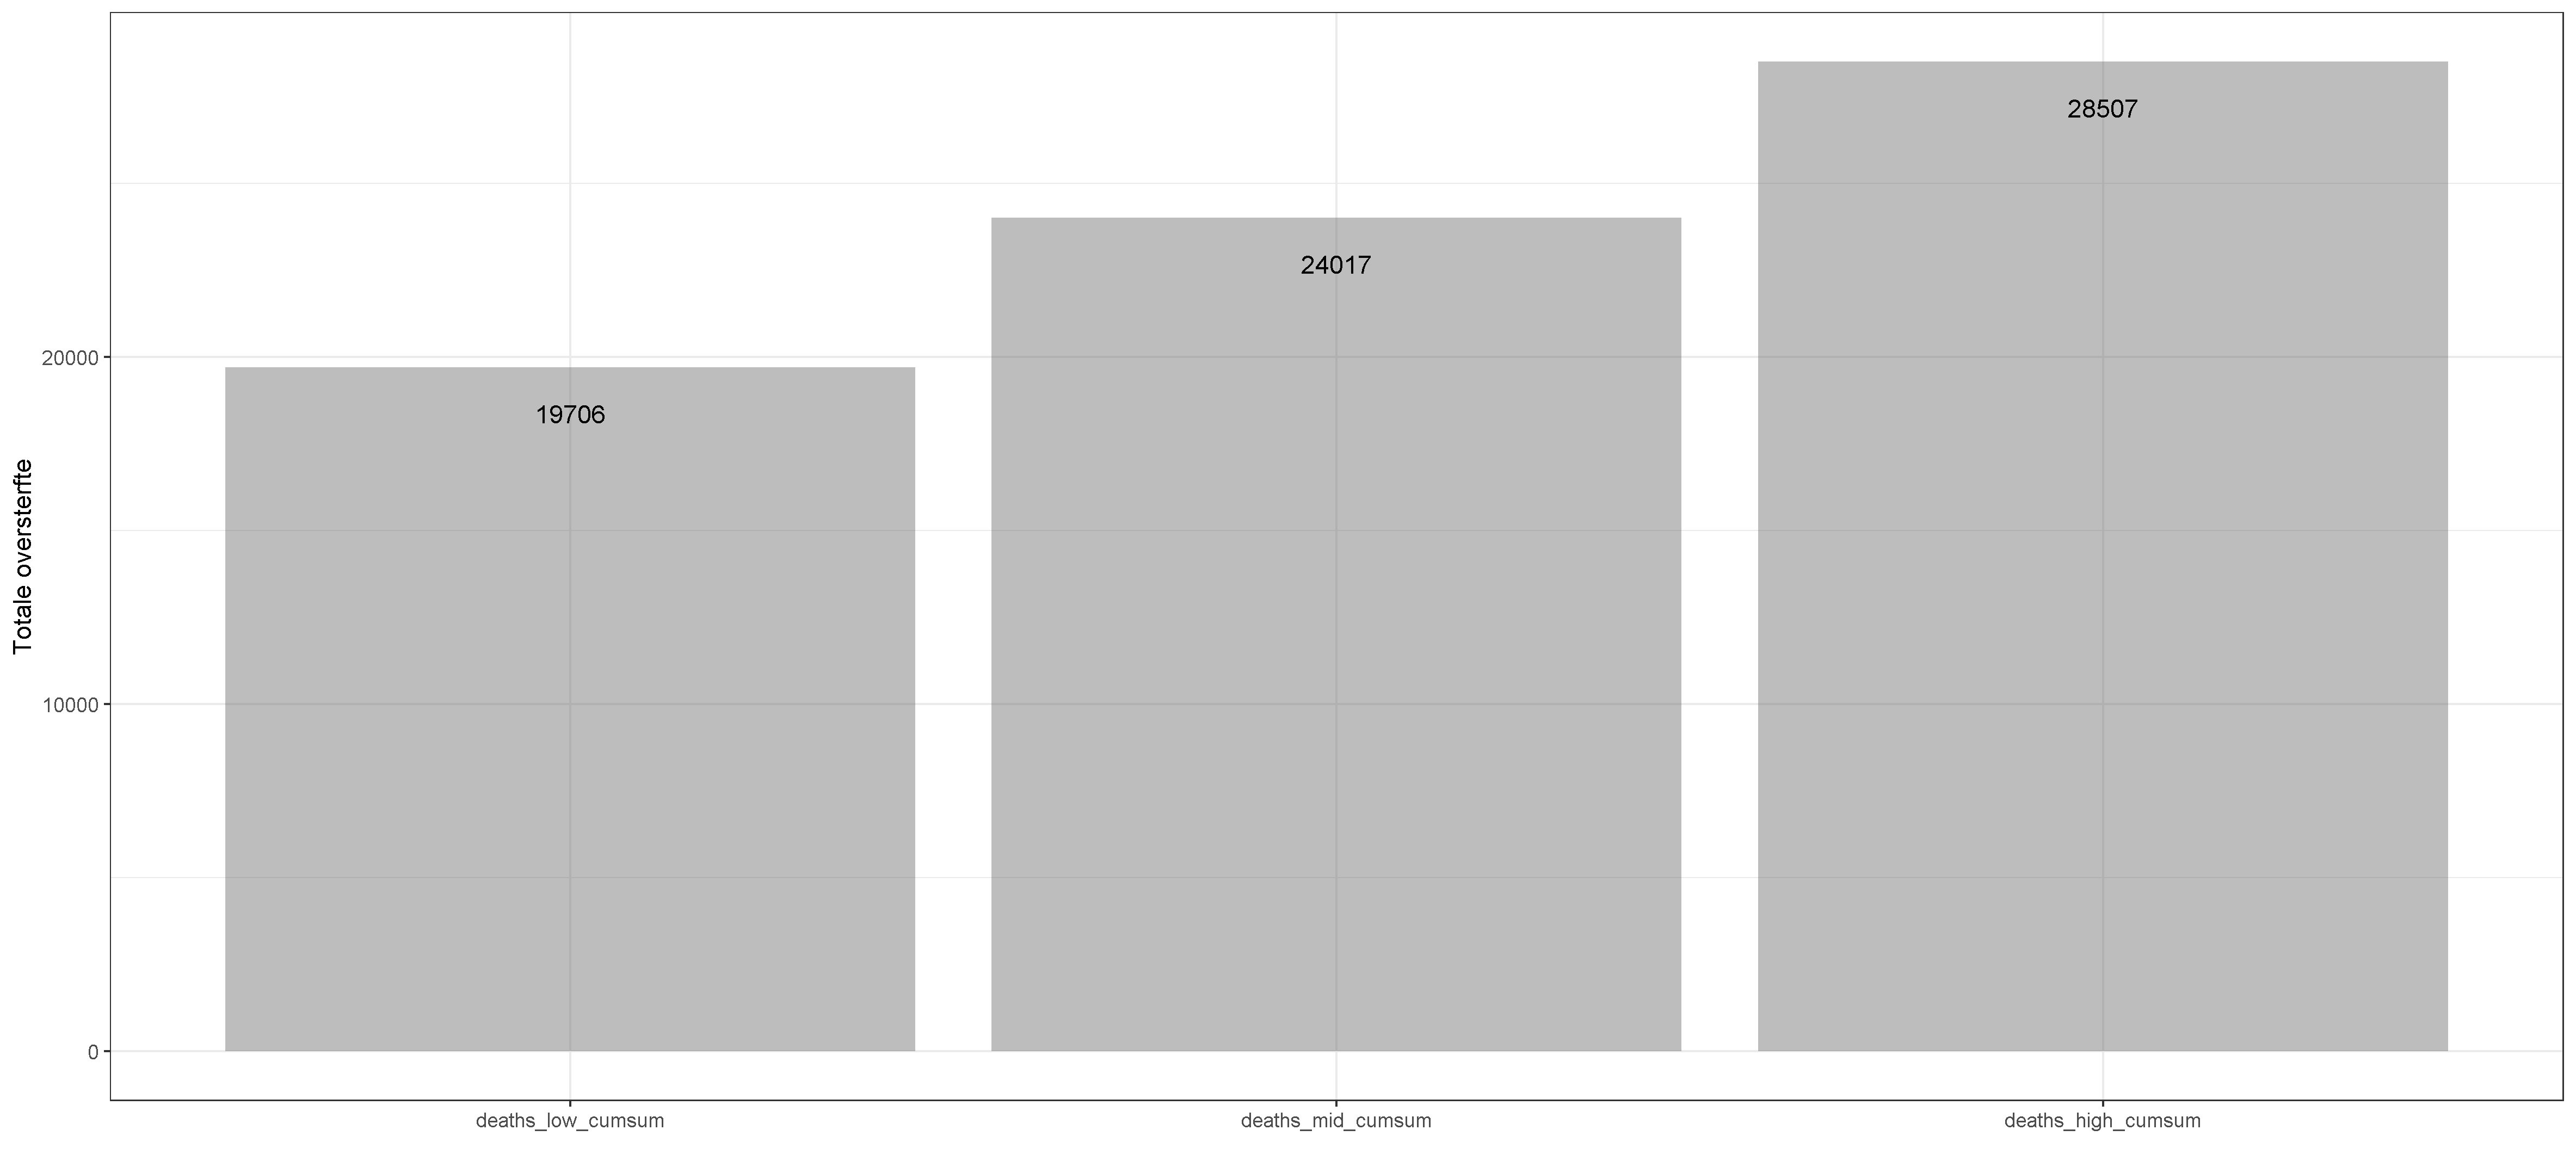 Totale oversterfte
20000
10000
0
19706
24017
28507
deaths_low_cumsum
deaths_mid_cumsum
deaths_high_cumsum